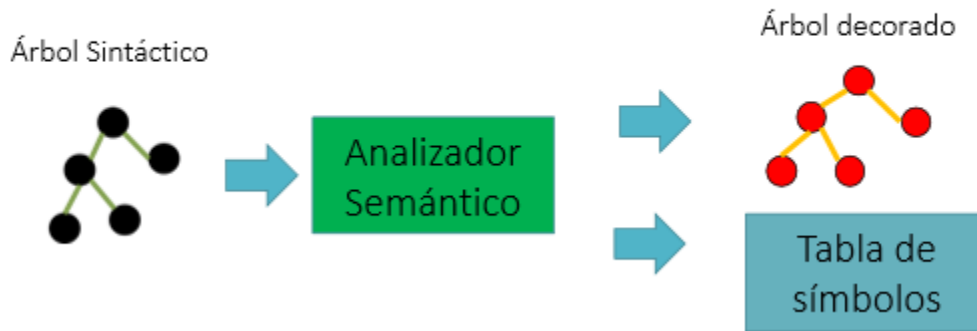 Árbol Sintáctico
Analizador
Semántico
Árbol decorado
Tabla de
símbolos